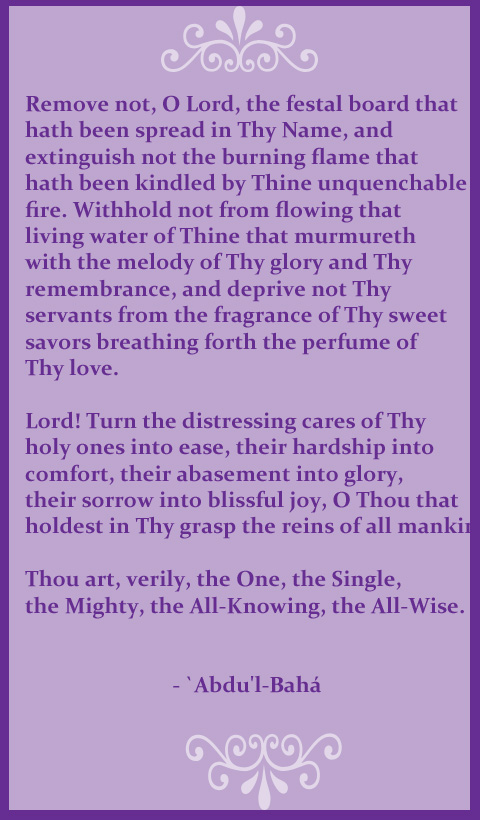 Remove not, O Lord, the festal board that
hath been spread in Thy Name, and
extinguish not the burning flame that
hath been kindled by Thine unquenchable
fire. Withhold not from flowing that
living water of Thine that murmureth
with the melody of Thy glory and Thy
remembrance, and deprive not Thy
servants from the fragrance of Thy sweet
savors breathing forth the perfume of
Thy love.
Lord! Turn the distressing cares of Thy
holy ones into ease, their hardship into
comfort, their abasement into glory,
their sorrow into blissful joy, O Thou that
holdest in Thy grasp the reins of all
Thou art, verily, the One, the Single,
the Mighty, the All-Knowing, the All-Wise.
- `Abdu'l-Bahá